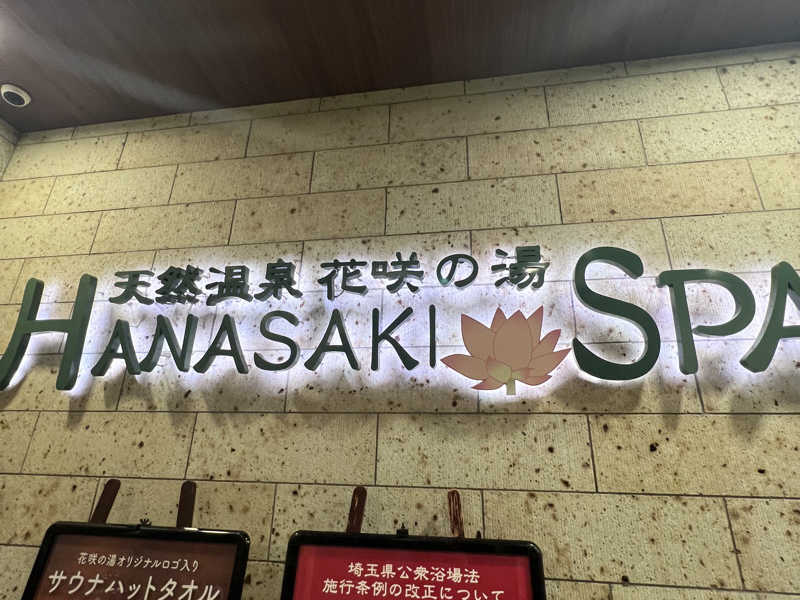 天然温泉 花咲の湯
HANASAKI SPA
花咲の湯オリジナルロゴ入り
サウナハットタオル
埼玉県公衆浴場法
施行条例の改正について